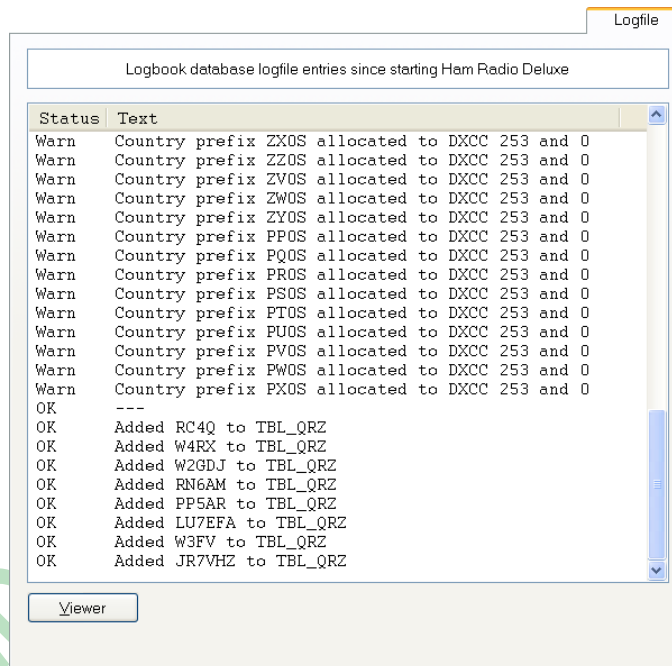 Logfile
Logbook database logfile entries since starting Ham Radio Deluxe
Status Text
Warn Country prefix ZX0S allocated to DXCC 253 and 0
Warn Country prefix ZZ0S allocated to DXCC 253 and 0
Warn Country prefix ZV0S allocated to DXCC 253 and 0
Warn Country prefix ZW0S allocated to DXCC 253 and 0
Warn Country prefix ZY0S allocated to DXCC 253 and 0
Warn Country prefix PP0S allocated to DXCC 253 and 0
Warn Country prefix PQ0S allocated to DXCC 253 and 0
Warn Country prefix PR0S allocated to DXCC 253 and 0
Warn Country prefix PS0S allocated to DXCC 253 and 0
Warn Country prefix PT0S allocated to DXCC 253 and 0
Warn Country prefix PU0S allocated to DXCC 253 and 0
Warn Country prefix PV0S allocated to DXCC 253 and 0
Warn Country prefix PW0S allocated to DXCC 253 and 0
Warn Country prefix PX0S allocated to DXCC 253 and 0
OK ---
OK Added RC4Q to TBL_QRZ
OK Added W4RX to TBL_QRZ
OK Added W2GDJ to TBL_QRZ
OK Added RN6AM to TBL_QRZ
OK Added PP5AR to TBL_QRZ
OK Added LU7EFA to TBL_QRZ
OK Added W3FV to TBL_QRZ
OK Added JR7VHZ to TBL_QRZ
Viewer